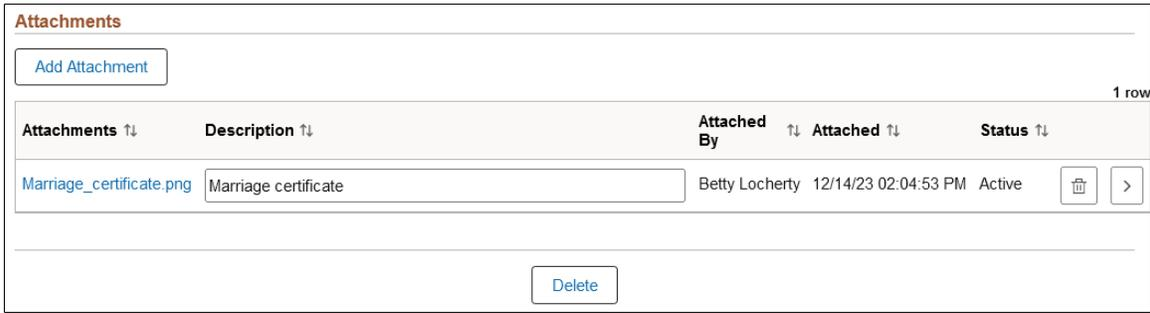 Attachments
Add Attachment
1 row
Attachments Description Attached By Attached Status
Marriage_certificate.png Marriage certificate Betty Locherty 12/14/23 02:04:53 PM Active
Delete